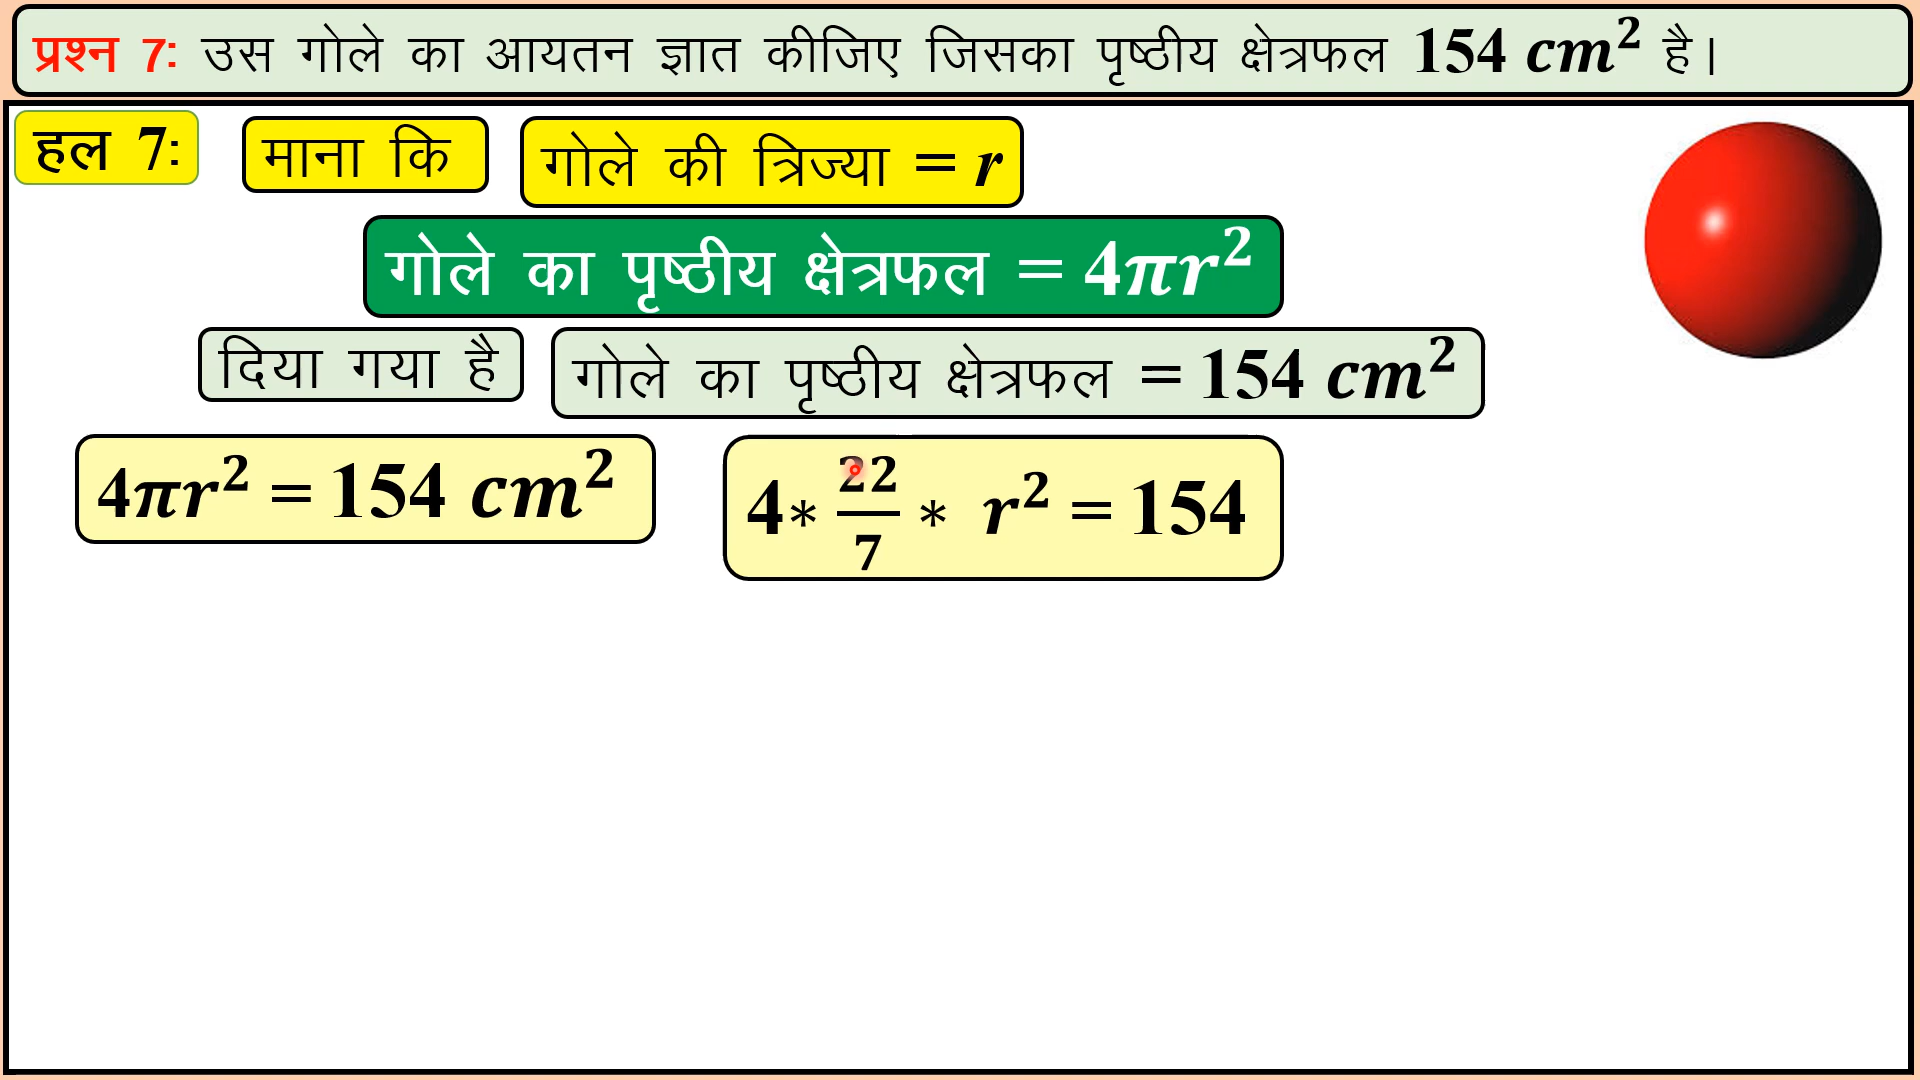 प्रश्न 7: उस गोले का आयतन ज्ञात कीजिए जिसका पृष्ठीय क्षेत्रफल 154 cm² है।
हल 7: माना कि गोले की त्रिज्या = r
गोले का पृष्ठीय क्षेत्रफल = 4πr²
दिया गया है गोले का पृष्ठीय क्षेत्रफल = 154 cm²
4πr² = 154 cm² 4* 22/7 * r² = 154